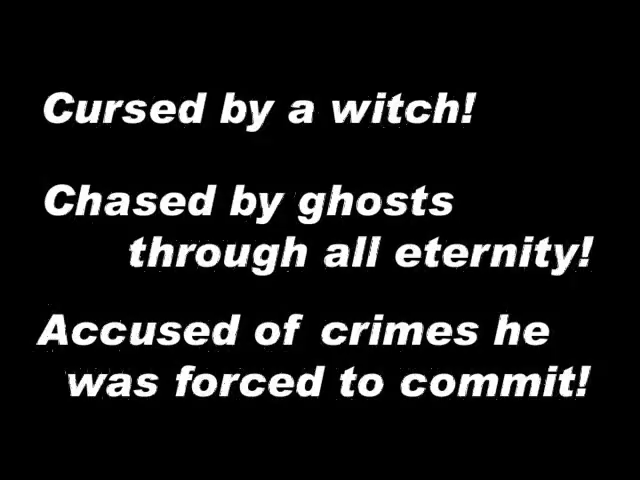 Cursed by a witch!
Chased by ghosts
through all eternity!
Accused of crimes he
was forced to commit!